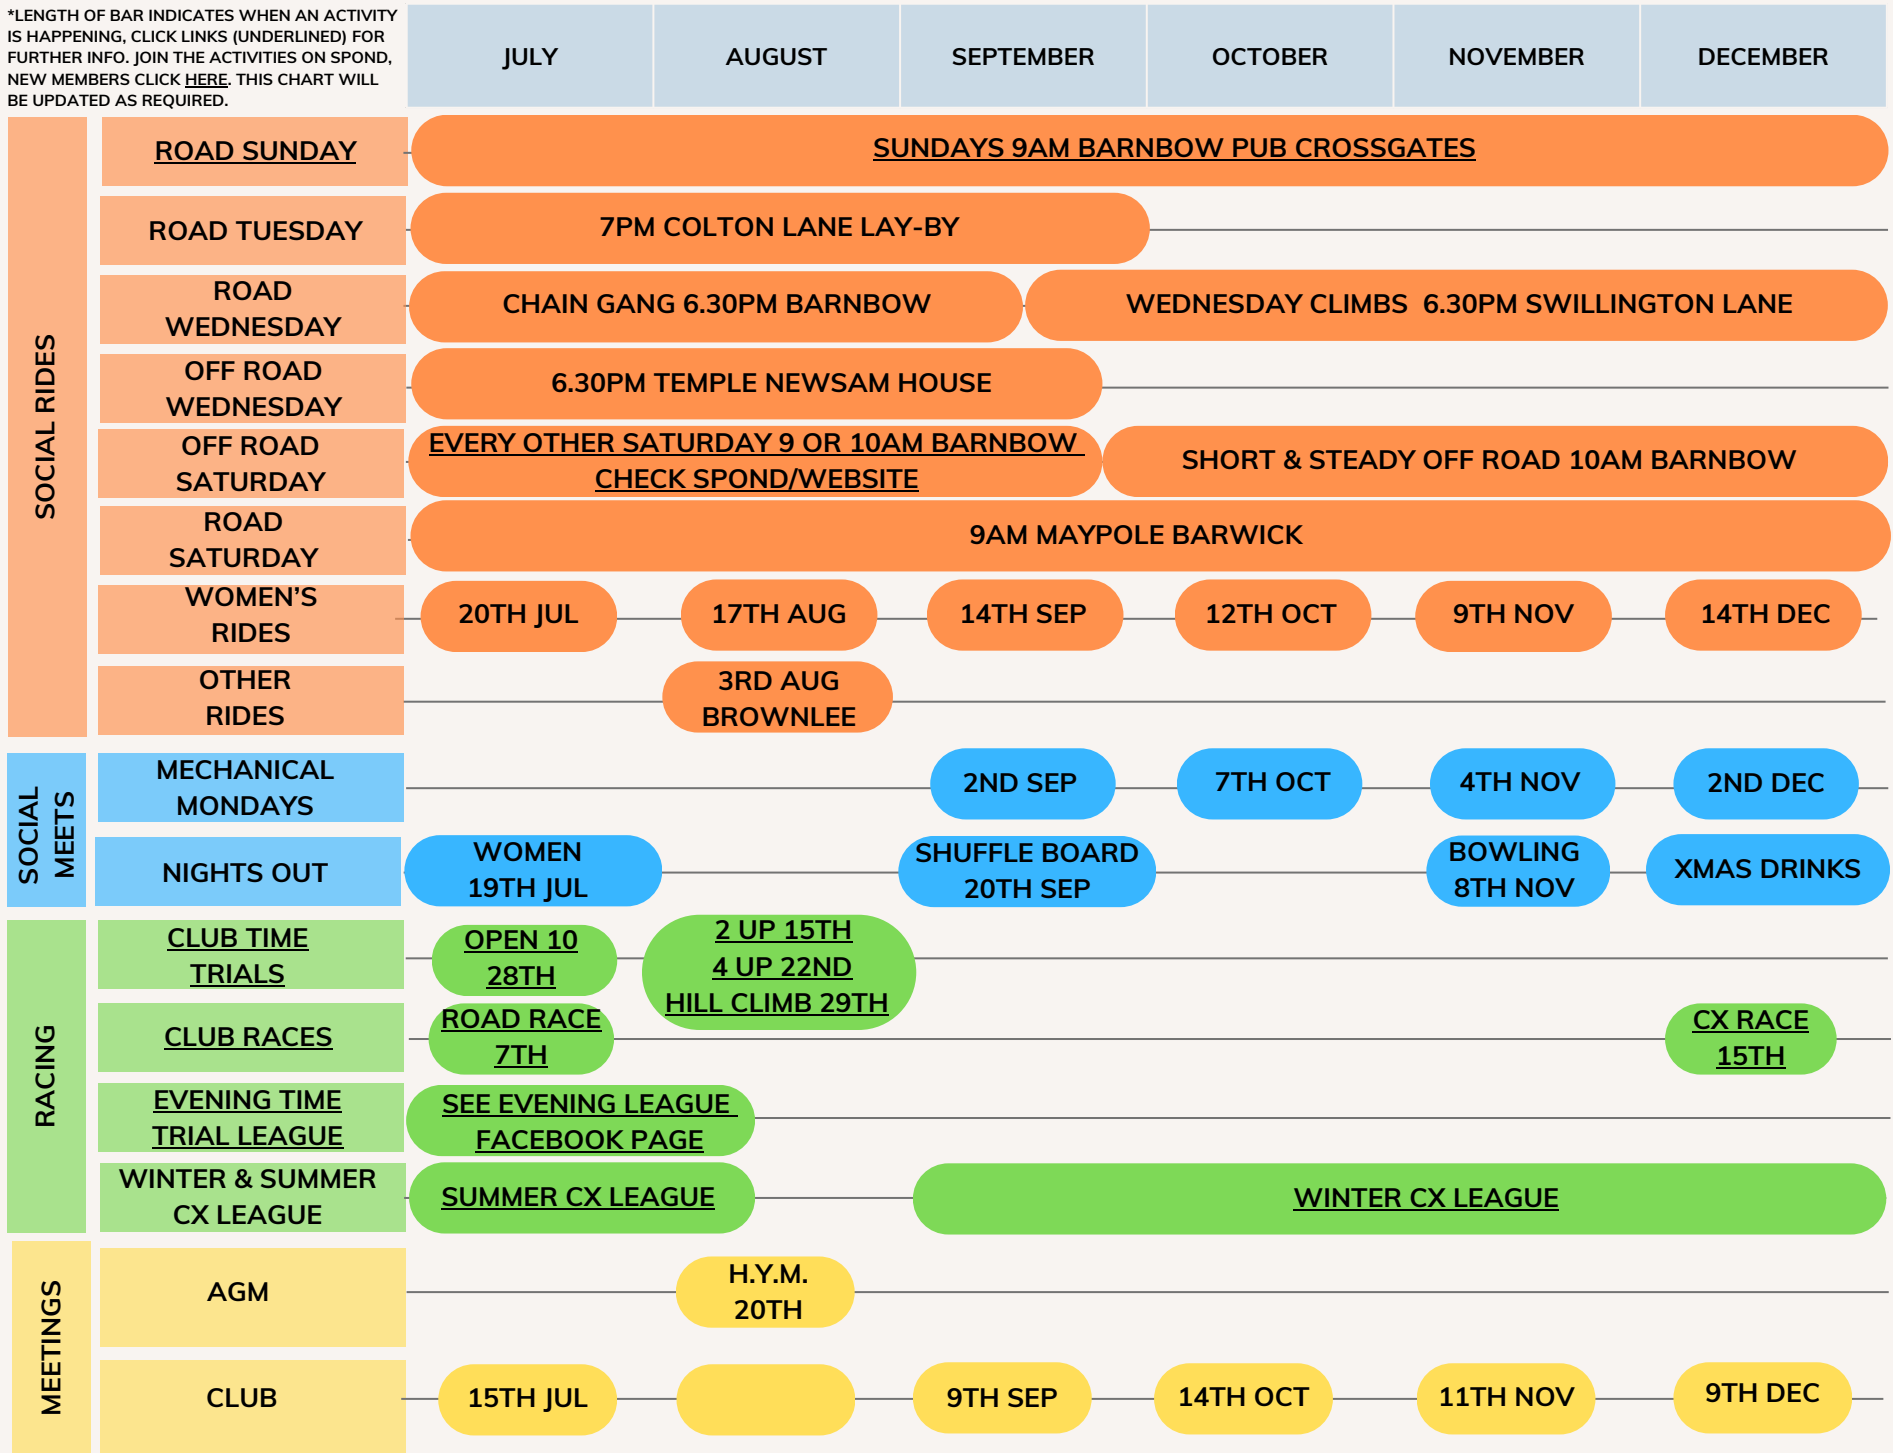 *LENGTH OF BAR INDICATES WHEN AN ACTIVITY
IS HAPPENING, CLICK LINKS (UNDERLINED) FOR
FURTHER INFO. JOIN THE ACTIVITIES ON SPOND,
NEW MEMBERS CLICK HERE. THIS CHART WILL
BE UPDATED AS REQUIRED.
JULY
AUGUST
SEPTEMBER
OCTOBER
NOVEMBER
DECEMBER
SOCIAL RIDES
ROAD SUNDAY
SUNDAYS 9AM BARNBOW PUB CROSSGATES
ROAD TUESDAY
7PM COLTON LANE LAY-BY
ROAD
WEDNESDAY
CHAIN GANG 6.30PM BARNBOW
WEDNESDAY CLIMBS 6.30PM SWILLINGTON LANE
OFF ROAD
WEDNESDAY
6.30PM TEMPLE NEWSAM HOUSE
OFF ROAD
SATURDAY
EVERY OTHER SATURDAY 9 OR 10AM BARNBOW
CHECK SPOND/WEBSITE
SHORT & STEADY OFF ROAD 10AM BARNBOW
ROAD
SATURDAY
9AM MAYPOLE BARWICK
WOMEN'S
RIDES
20TH JUL
17TH AUG
14TH SEP
12TH OCT
9TH NOV
14TH DEC
OTHER
RIDES
3RD AUG
BROWNLEE
SOCIAL
MEETS
MECHANICAL
MONDAYS
2ND SEP
7TH OCT
4TH NOV
2ND DEC
NIGHTS OUT
WOMEN
19TH JUL
SHUFFLE BOARD
20TH SEP
BOWLING
8TH NOV
XMAS DRINKS
RACING
CLUB TIME
TRIALS
OPEN 10
28TH
2 UP 15TH
4 UP 22ND
HILL CLIMB 29TH
CLUB RACES
ROAD RACE
7TH
CX RACE
15TH
EVENING TIME
TRIAL LEAGUE
SEE EVENING LEAGUE
FACEBOOK PAGE
WINTER & SUMMER
CX LEAGUE
SUMMER CX LEAGUE
WINTER CX LEAGUE
MEETINGS
AGM
H.Y.M.
20TH
CLUB
15TH JUL
9TH SEP
14TH OCT
11TH NOV
9TH DEC